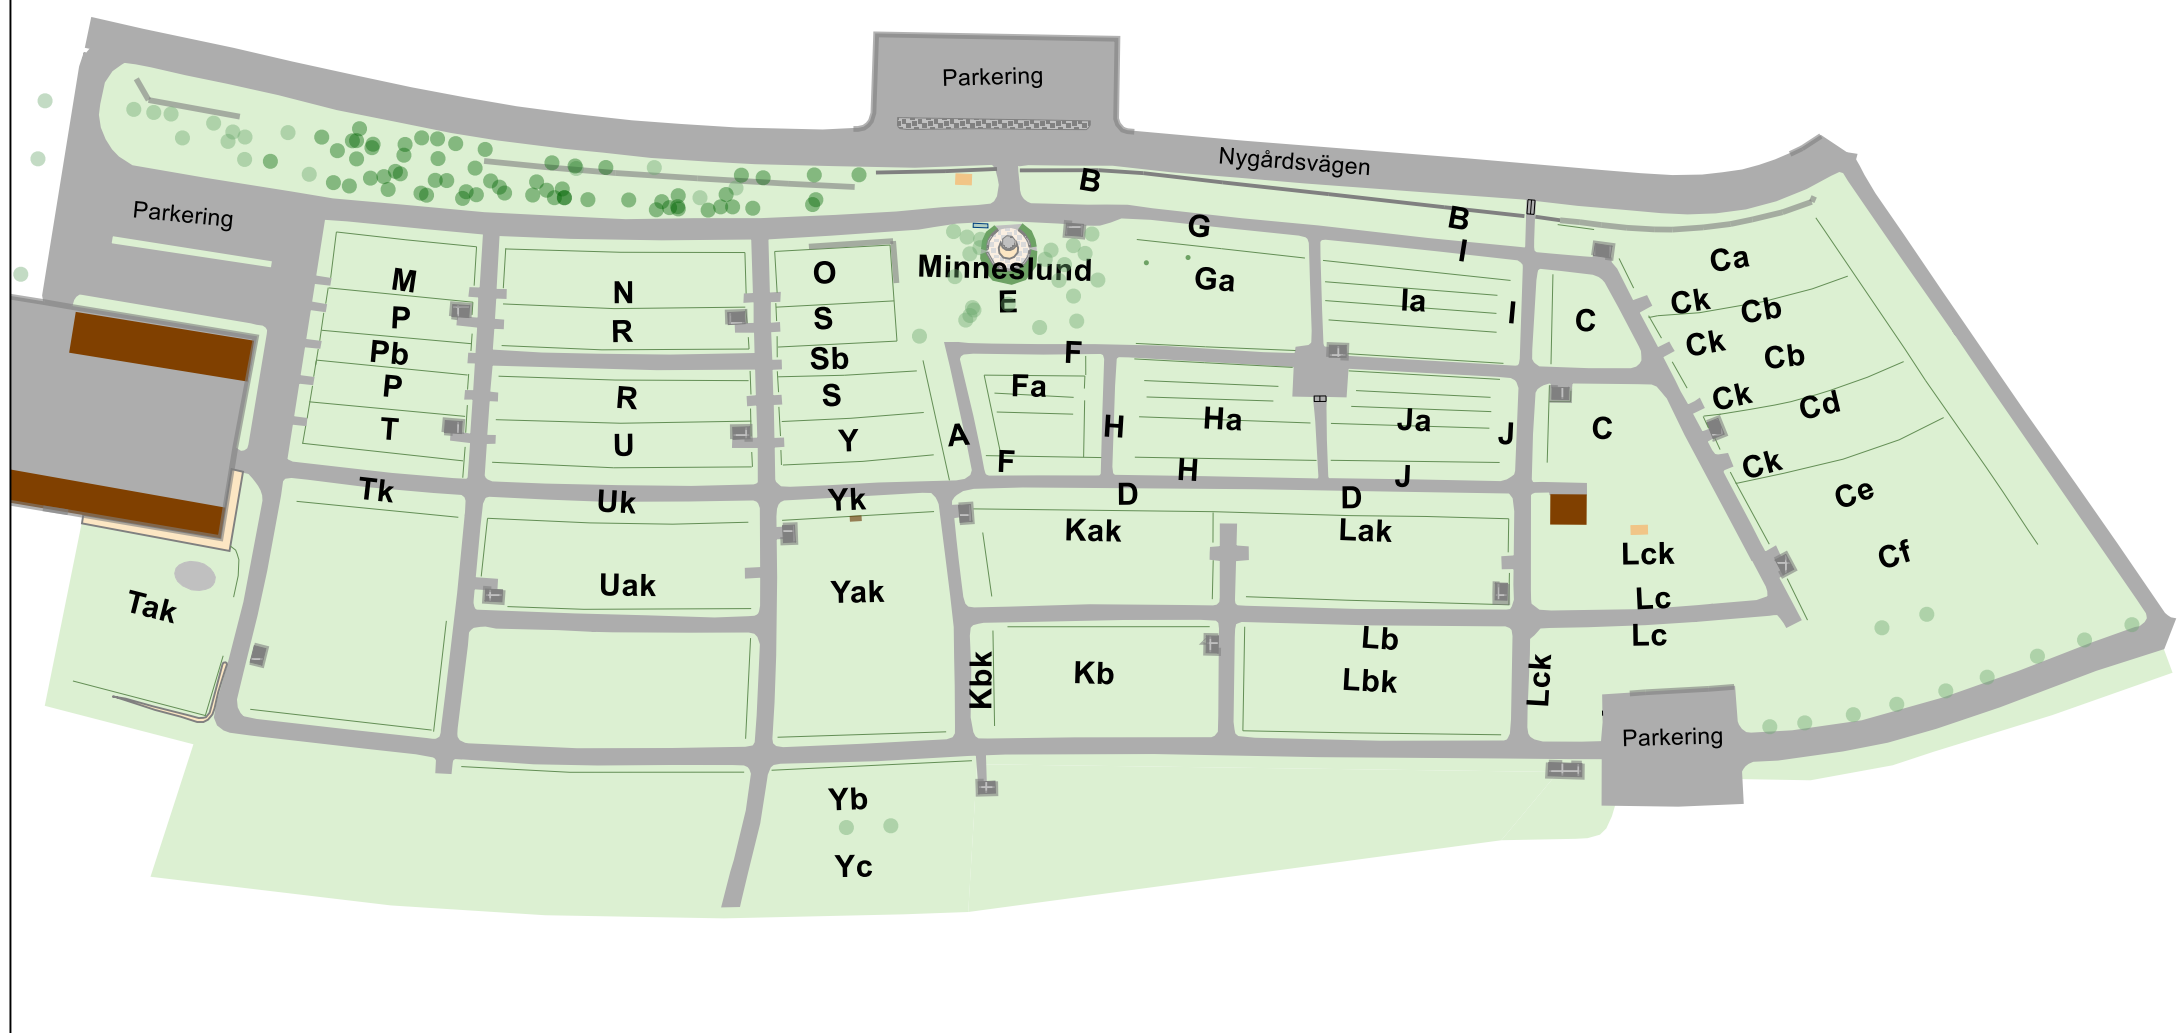 Parkering
Nygårdsvägen
B
Parkering
B
G
I
Ca
M
N
O
Minneslund
E
Ga
Ia
I
C
Ck
Cb
P
R
S
Pb
Sb
F
Ck
Cb
P
R
S
Fa
Ck
Cd
T
U
Y
A
H
Ha
Ja
J
C
F
H
J
Ck
Tk
Uk
Yk
D
D
Ce
Kak
Lak
Lck
Cf
Tak
Uak
Yak
Lc
Lb
Lc
Kbk
Kb
Lbk
Lck
Parkering
Yb
Yc